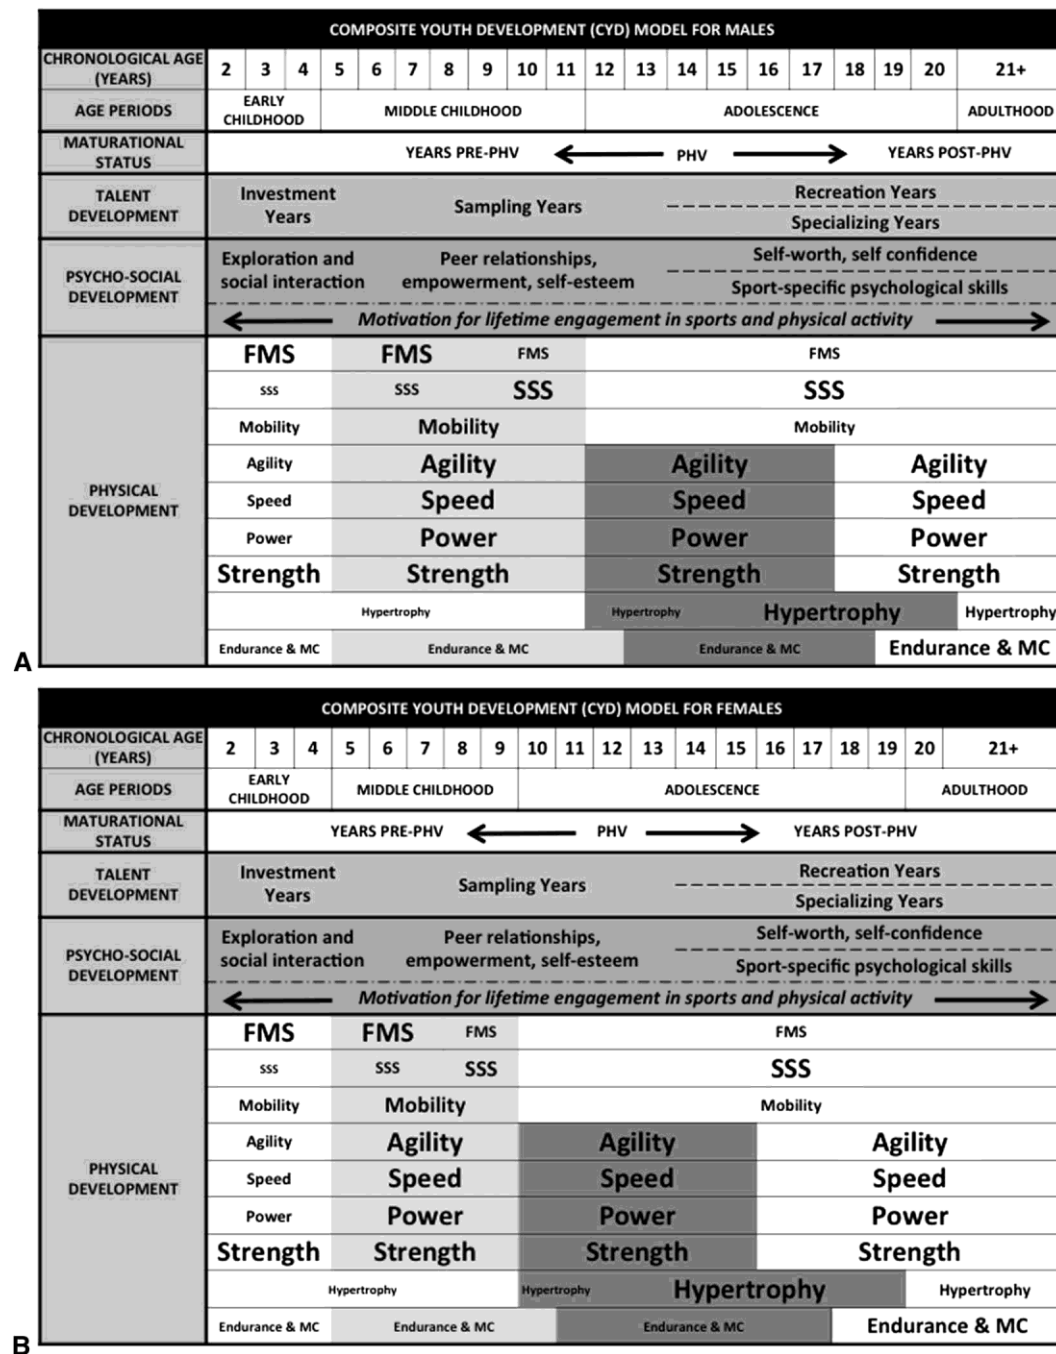 COMPOSITE YOUTH DEVELOPMENT (CYD) MODEL FOR MALES
CHRONOLOGICAL AGE (YEARS) 2 3 4 5 6 7 8 9 10 11 12 13 14 15 16 17 18 19 20 21+
AGE PERIODS EARLY CHILDHOOD MIDDLE CHILDHOOD ADOLESCENCE ADULTHOOD
MATURATIONAL STATUS YEARS PRE-PHV PHV YEARS POST-PHV
TALENT DEVELOPMENT Investment Years Sampling Years Recreation Years
Specializing Years
PSYCHO-SOCIAL DEVELOPMENT Exploration and social interaction Peer relationships, empowerment, self-esteem Self-worth, self confidence
Sport-specific psychological skills
Motivation for lifetime engagement in sports and physical activity
PHYSICAL DEVELOPMENT
FMS FMS FMS FMS
SSS SSS SSS SSS
Mobility Mobility Mobility
Agility Agility Agility Agility
Speed Speed Speed Speed
Power Power Power Power
Strength Strength Strength Strength
Hypertrophy Hypertrophy Hypertrophy Hypertrophy
Endurance & MC Endurance & MC Endurance & MC Endurance & MC
A
COMPOSITE YOUTH DEVELOPMENT (CYD) MODEL FOR FEMALES
CHRONOLOGICAL AGE (YEARS) 2 3 4 5 6 7 8 9 10 11 12 13 14 15 16 17 18 19 20 21+
AGE PERIODS EARLY CHILDHOOD MIDDLE CHILDHOOD ADOLESCENCE ADULTHOOD
MATURATIONAL STATUS YEARS PRE-PHV PHV YEARS POST-PHV
TALENT DEVELOPMENT Investment Years Sampling Years Recreation Years
Specializing Years
PSYCHO-SOCIAL DEVELOPMENT Exploration and social interaction Peer relationships, empowerment, self-esteem Self-worth, self-confidence
Sport-specific psychological skills
Motivation for lifetime engagement in sports and physical activity
PHYSICAL DEVELOPMENT
FMS FMS FMS FMS
SSS SSS SSS SSS
Mobility Mobility Mobility
Agility Agility Agility Agility
Speed Speed Speed Speed
Power Power Power Power
Strength Strength Strength Strength
Hypertrophy Hypertrophy Hypertrophy Hypertrophy
Endurance & MC Endurance & MC Endurance & MC Endurance & MC
B